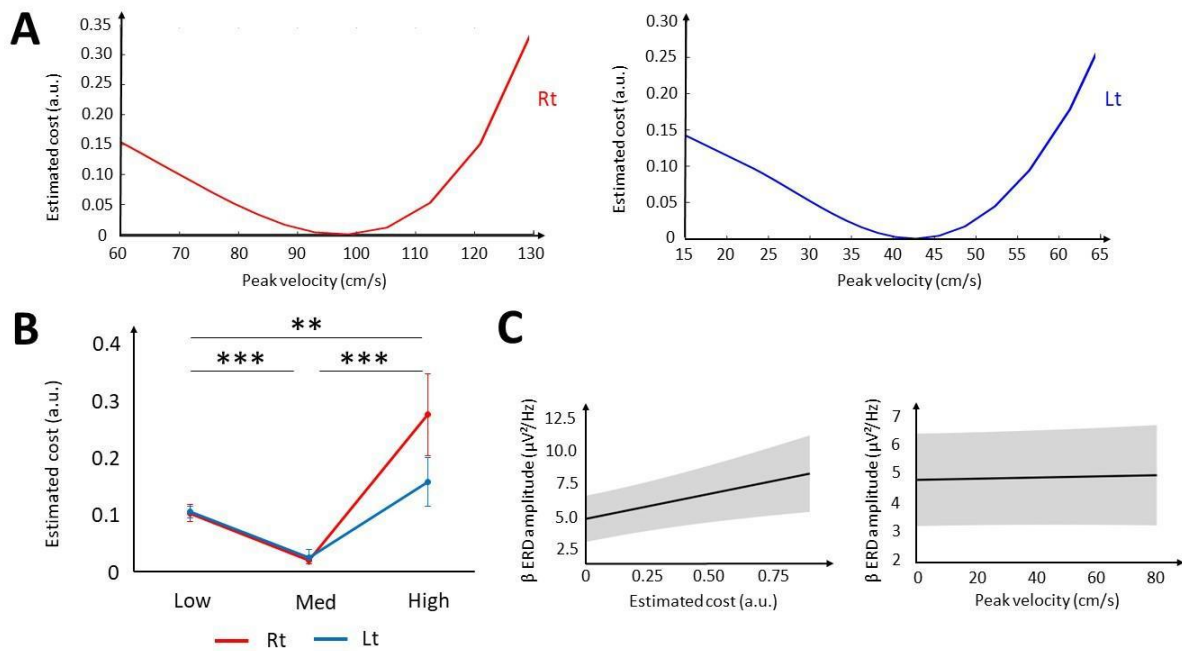 A
0.35
0.30
0.25
0.20
0.15
0.10
0.05
0
Estimated cost (a.u.)
60 70 80 90 100 110 120 130
Peak velocity (cm/s)
Rt
0.30
0.25
0.20
0.15
0.10
0.05
0
Estimated cost (a.u.)
15 20 25 30 35 40 45 50 55 60 65
Peak velocity (cm/s)
Lt
B
0.4
0.3
0.2
0.1
0
Estimated cost (a.u.)
**
*** ***
Low Med High
Rt Lt
C
12.5
10.0
7.5
5.0
2.5
β ERD amplitude (µV²/Hz)
0 0.25 0.50 0.75
Estimated cost (a.u.)
7
6
5
4
3
2
β ERD amplitude (µV²/Hz)
0 20 40 60 80
Peak velocity (cm/s)